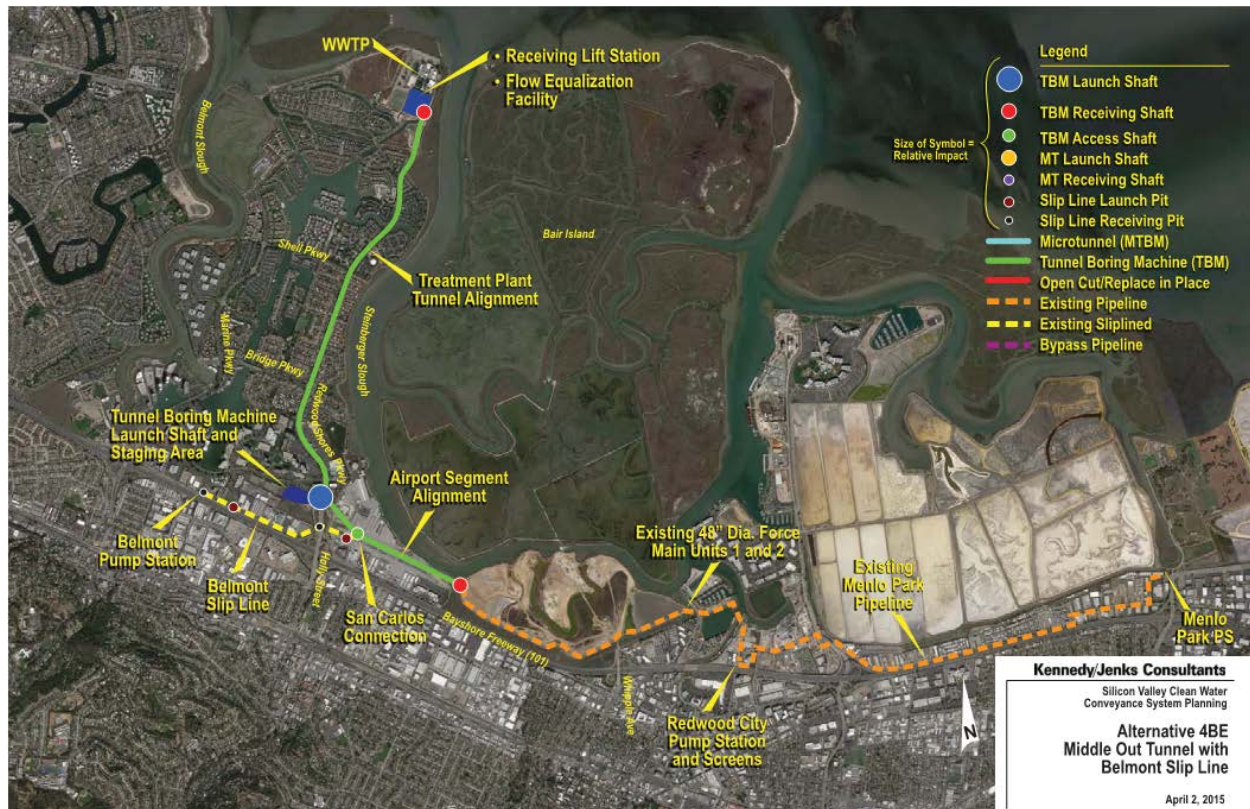 WWTP
• Receiving Lift Station
• Flow Equalization
Facility
Belmont Slough
Bair Island
Shell Pkwy
Treatment Plant
Tunnel Alignment
Steinberger Slough
Marine Pkwy
Bridge Pkwy
Redwood Shores Pkwy
Tunnel Boring Machine
Launch Shaft and
Staging Area
Airport Segment
Alignment
Belmont
Pump Station
Belmont
Slip Line
Holly Street
San Carlos
Connection
Bayshore Freeway (101)
Existing 48" Dia. Force
Main Units 1 and 2
Whipple Ave
Redwood City
Pump Station
and Screens
Existing
Menlo Park
Pipeline
Menlo
Park PS
Legend
Size of Symbol =
Relative Impact
TBM Launch Shaft
TBM Receiving Shaft
TBM Access Shaft
MT Launch Shaft
MT Receiving Shaft
Slip Line Launch Pit
Slip Line Receiving Pit
Microtunnel (MTBM)
Tunnel Boring Machine (TBM)
Open Cut/Replace in Place
Existing Pipeline
Existing Sliplined
Bypass Pipeline
N
Kennedy/Jenks Consultants
Silicon Valley Clean Water
Conveyance System Planning
Alternative 4BE
Middle Out Tunnel with
Belmont Slip Line
April 2, 2015